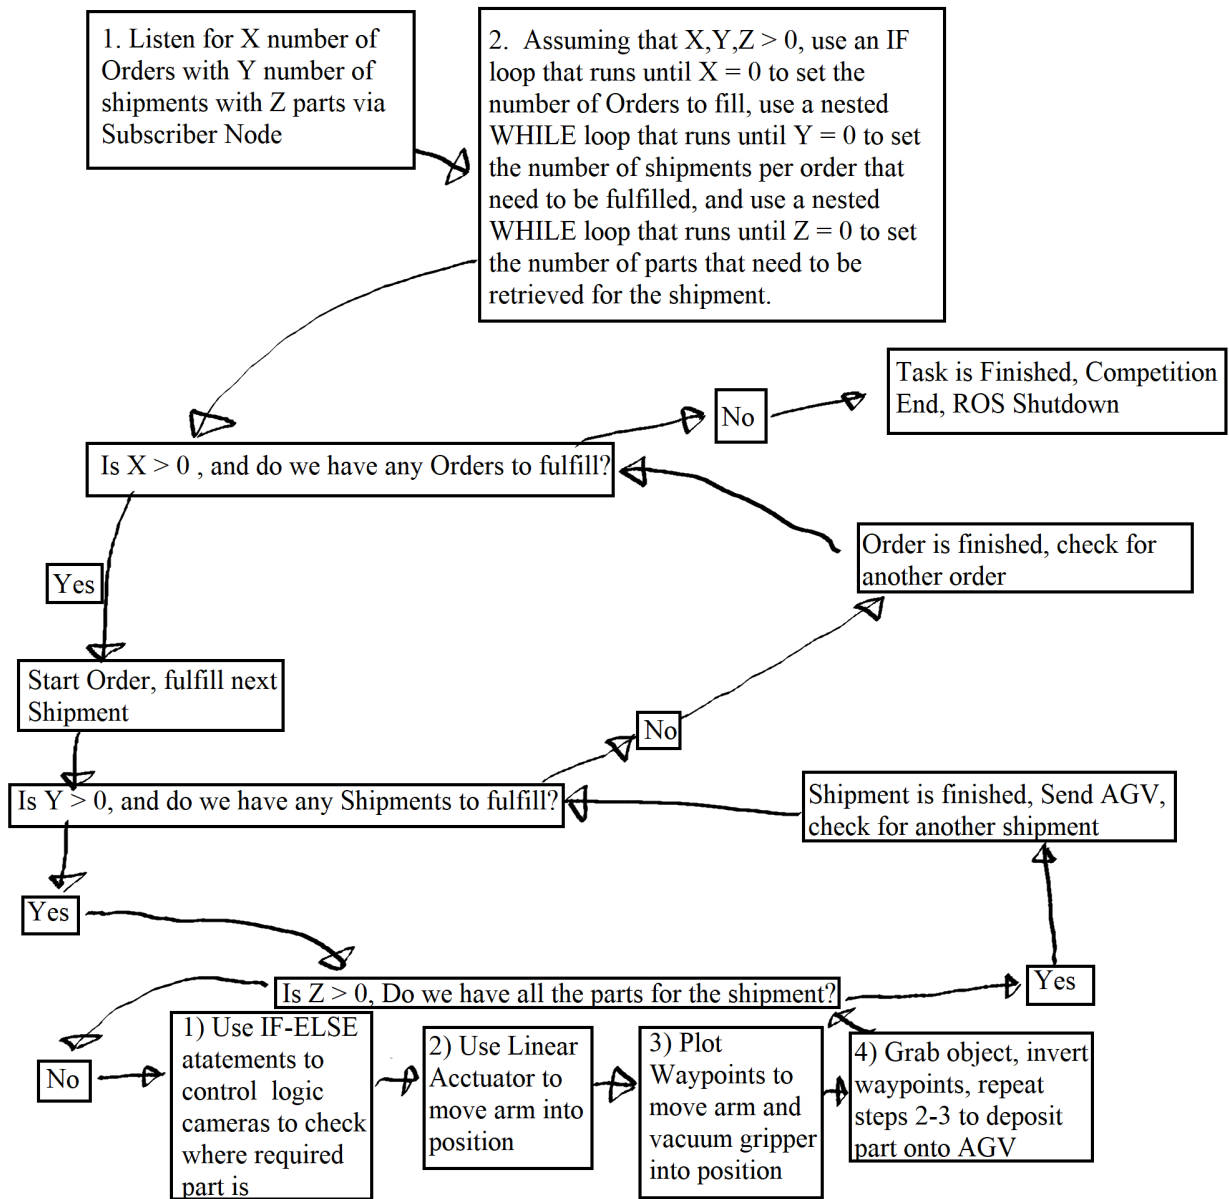 1. Listen for X number of
Orders with Y number of
shipments with Z parts via
Subscriber Node
2.  Assuming that X,Y,Z > 0, use an IF
loop that runs until X = 0 to set the
number of Orders to fill, use a nested
WHILE loop that runs until Y = 0 to set
the number of shipments per order that
need to be fulfilled, and use a nested
WHILE loop that runs until Z = 0 to set
the number of parts that need to be
retrieved for the shipment.
Task is Finished, Competition
End, ROS Shutdown
No
Is X > 0 , and do we have any Orders to fulfill?
Order is finished, check for
another order
Yes
Start Order, fulfill next
Shipment
No
Is Y > 0, and do we have any Shipments to fulfill?
Shipment is finished, Send AGV,
check for another shipment
Yes
Is Z > 0, Do we have all the parts for the shipment?
Yes
No
1) Use IF-ELSE
atatements to
control  logic
cameras to check
where required
part is
2) Use Linear
Acctuator to
move arm into
position
3) Plot
Waypoints to
move arm and
vacuum gripper
into position
4) Grab object, invert
waypoints, repeat
steps 2-3 to deposit
part onto AGV